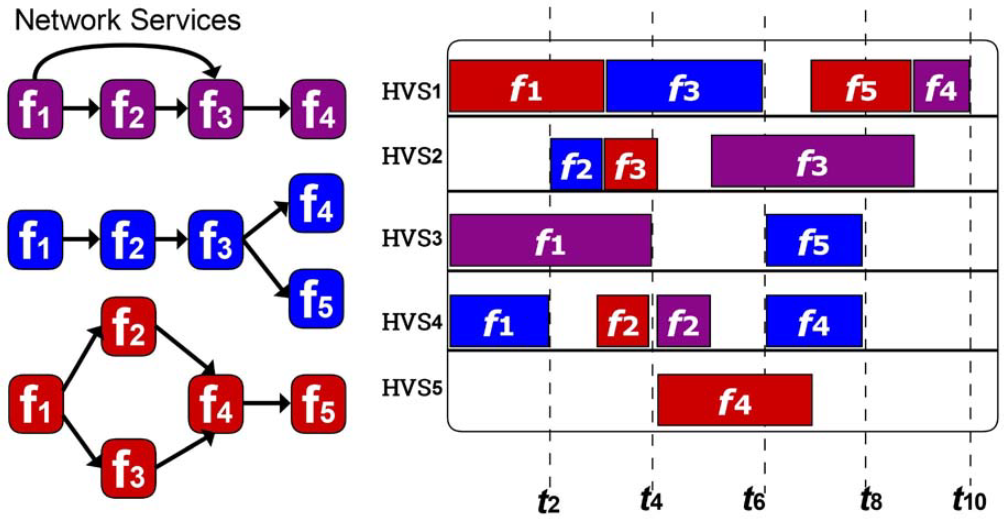 Network Services
f1 f2 f3 f4
f1 f2 f3 f4 f5
f1 f2 f3 f4 f5
HVS1 f1 f3 f5 f4
HVS2 f2 f3 f3
HVS3 f1 f5
HVS4 f1 f2 f2 f4
HVS5 f4
t2 t4 t6 t8 t10